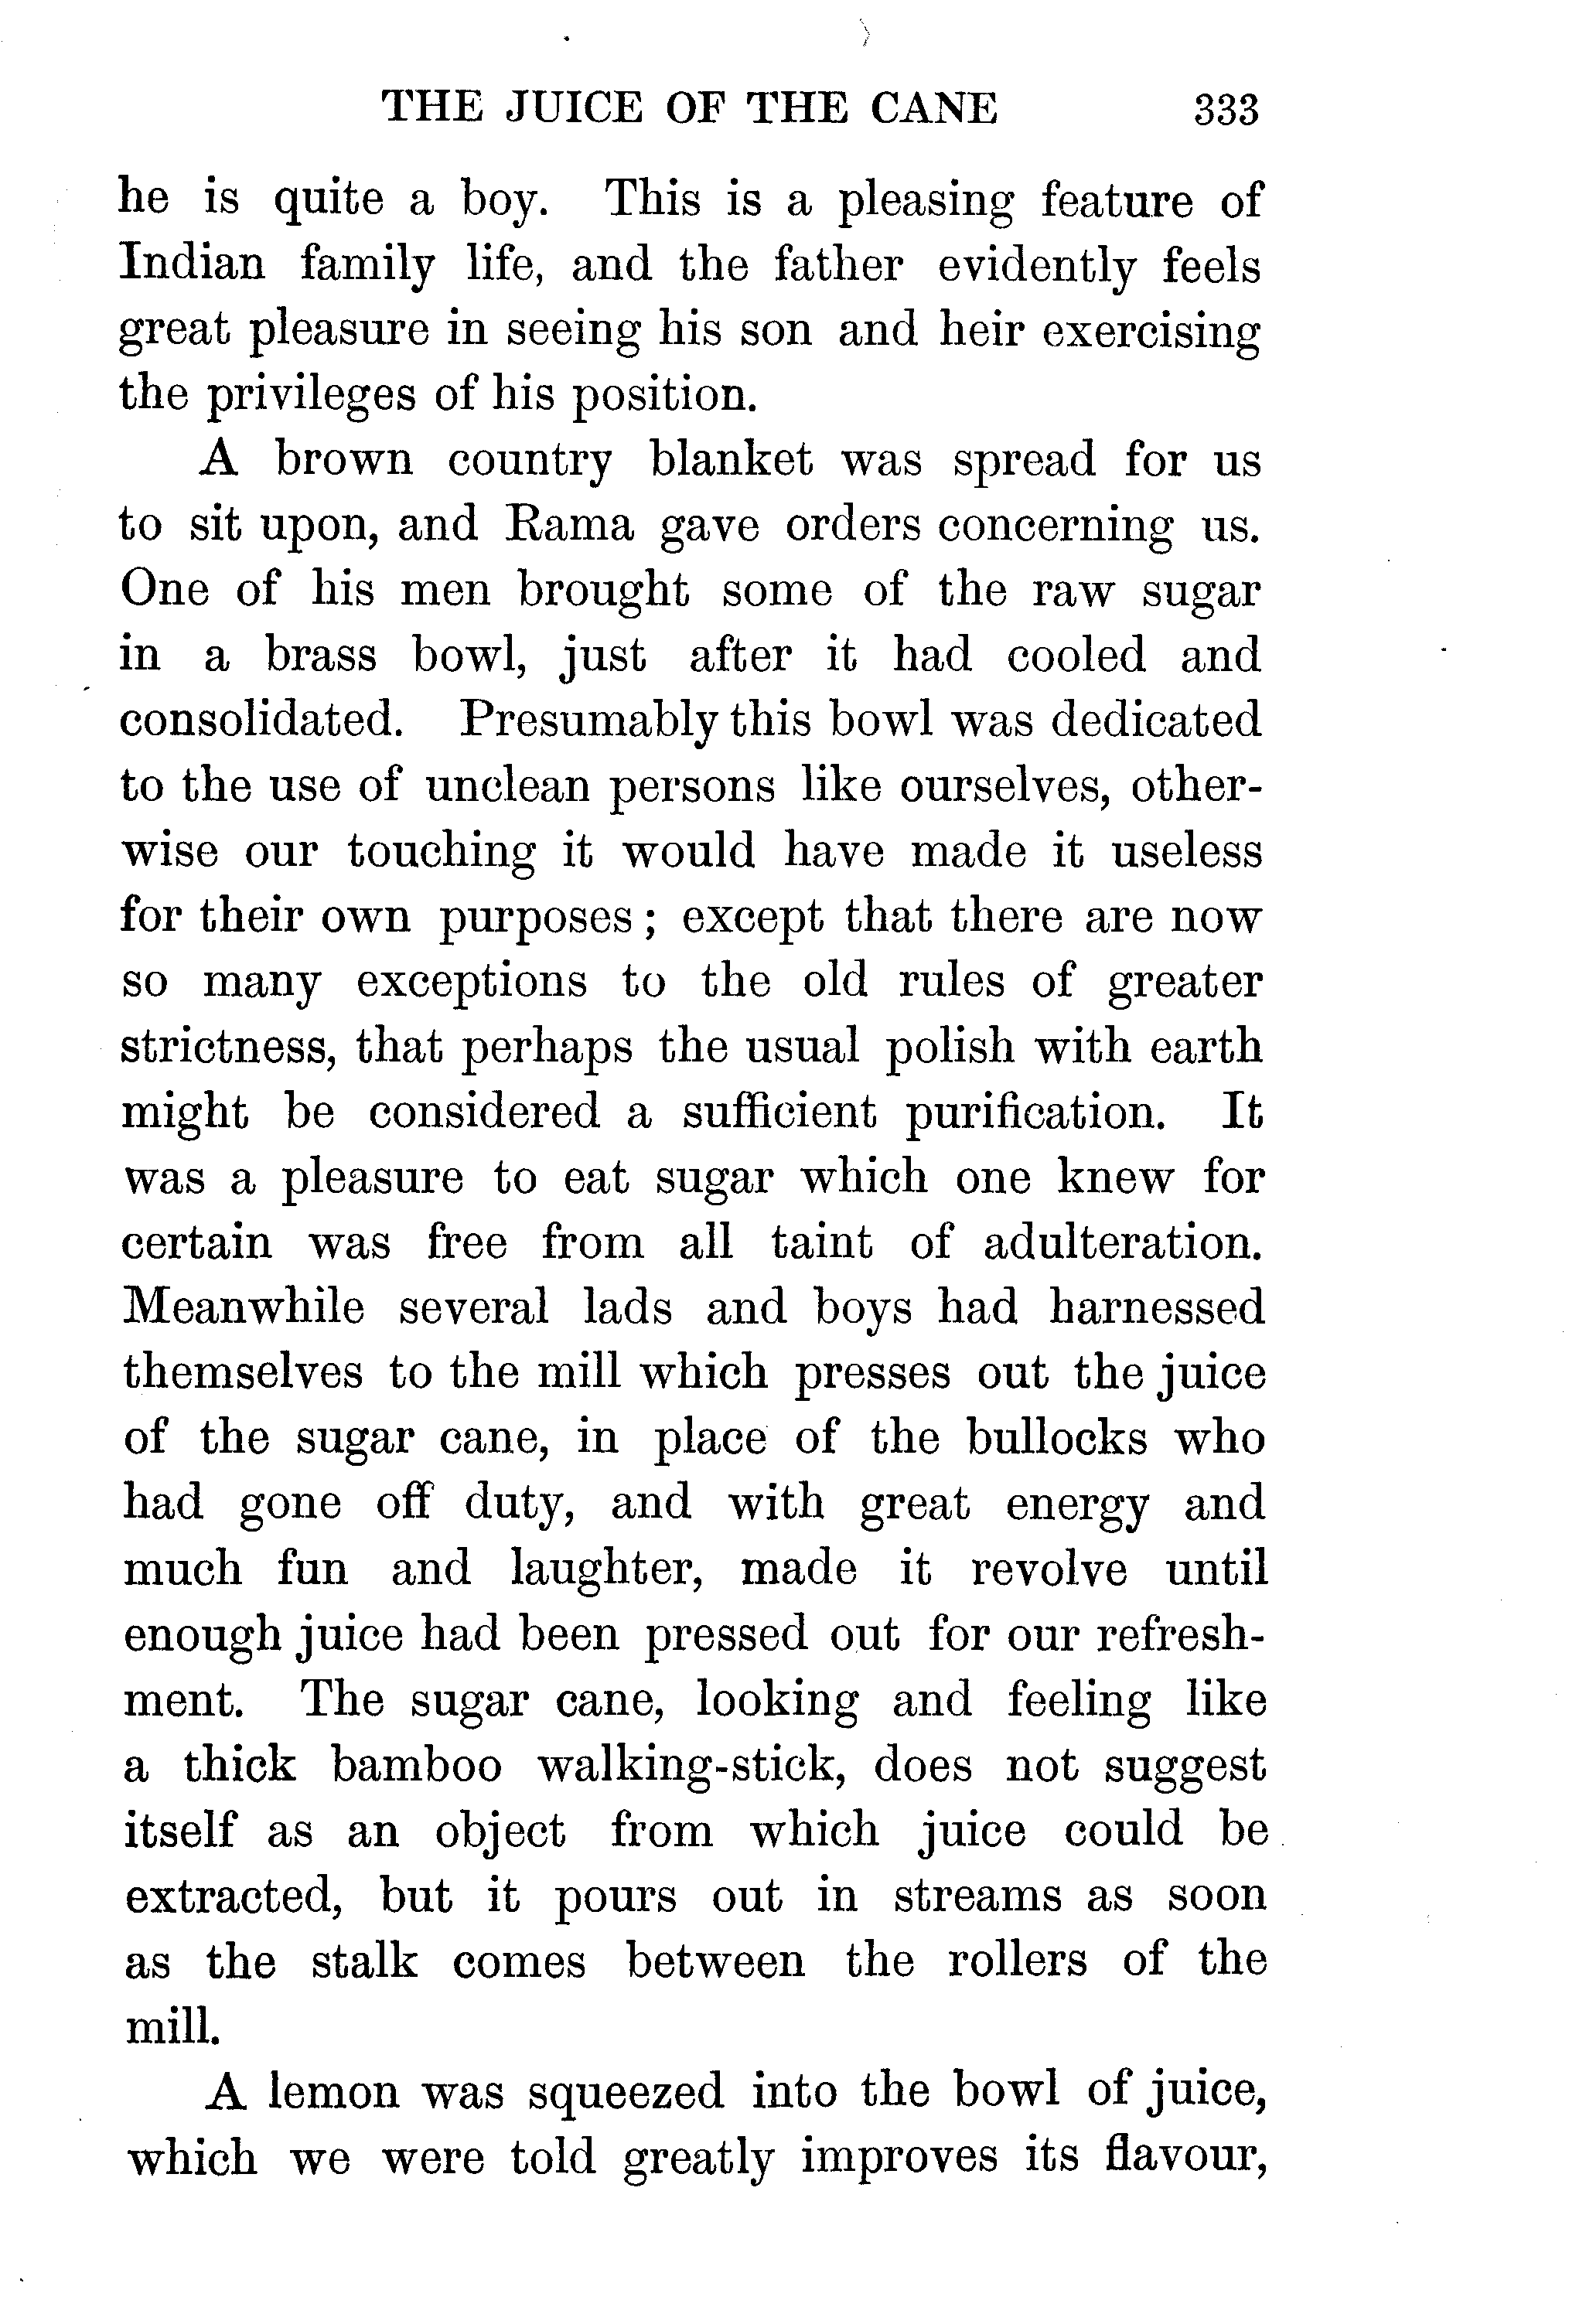 THE JUICE OF THE CANE 333
he is quite a boy. This is a pleasing feature of
Indian family life, and the father evidently feels
great pleasure in seeing his son and heir exercising
the privileges of his position.
A brown country blanket was spread for us
to sit upon, and Rama gave orders concerning us.
One of his men brought some of the raw sugar
in a brass bowl, just after it had cooled and
consolidated. Presumably this bowl was dedicated
to the use of unclean persons like ourselves, other-
wise our touching it would have made it useless
for their own purposes; except that there are now
so many exceptions to the old rules of greater
strictness, that perhaps the usual polish with earth
might be considered a sufficient purification. It
was a pleasure to eat sugar which one knew for
certain was free from all taint of adulteration.
Meanwhile several lads and boys had harnessed
themselves to the mill which presses out the juice
of the sugar cane, in place of the bullocks who
had gone off duty, and with great energy and
much fun and laughter, made it revolve until
enough juice had been pressed out for our refresh-
ment. The sugar cane, looking and feeling like
a thick bamboo walking-stick, does not suggest
itself as an object from which juice could be
extracted, but it pours out in streams as soon
as the stalk comes between the rollers of the
mill.
A lemon was squeezed into the bowl of juice,
which we were told greatly improves its flavour,